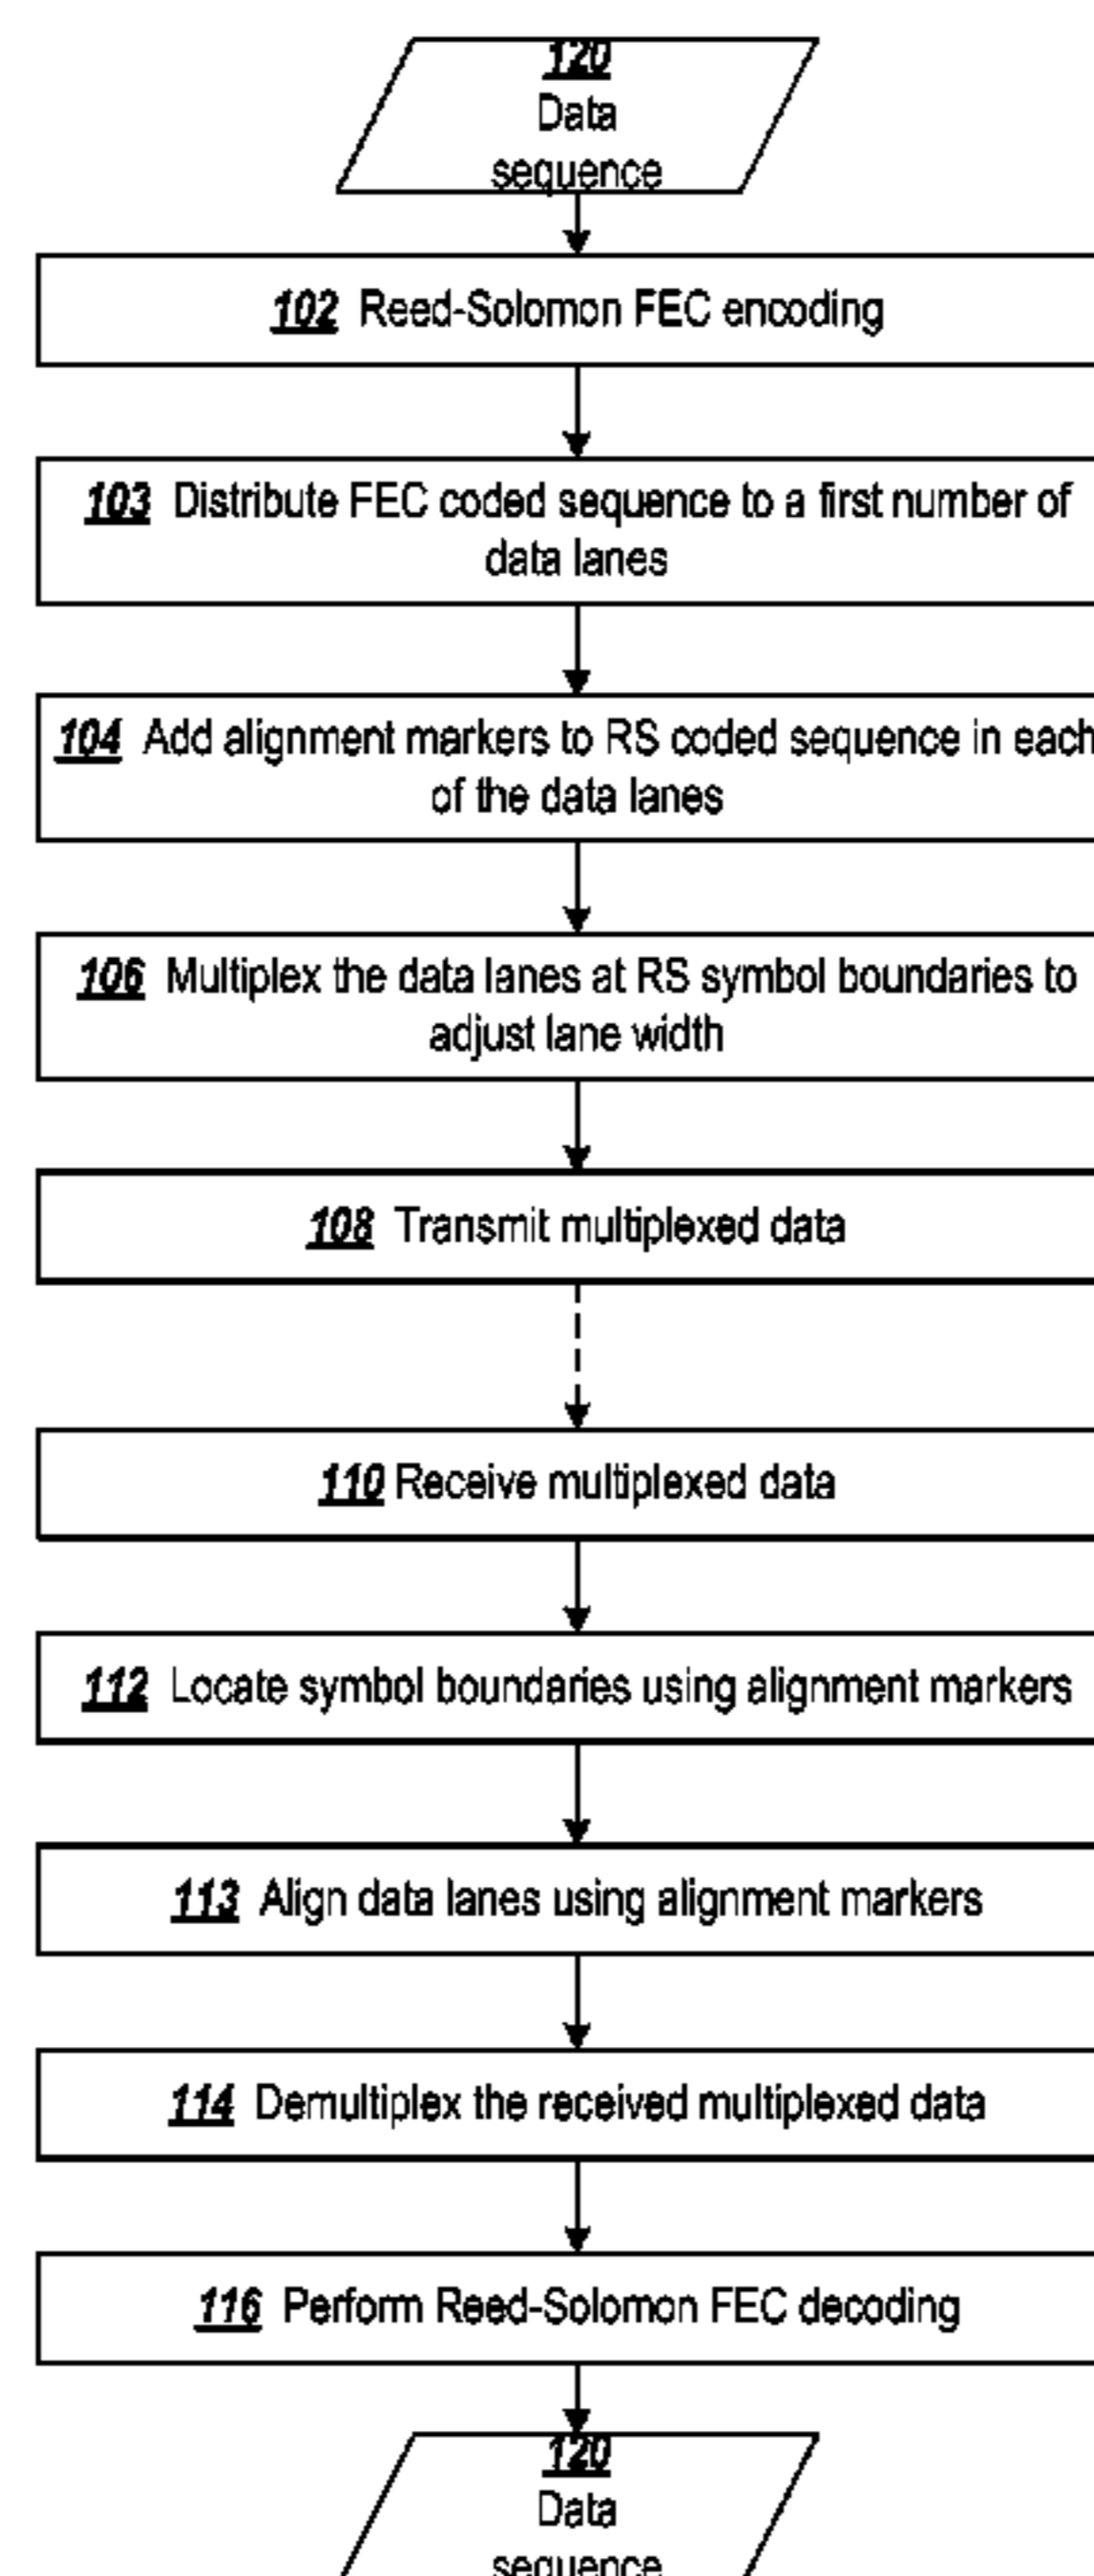 120
Data
sequence
102 Reed-Solomon FEC encoding
103 Distribute FEC coded sequence to a first number of
data lanes
104 Add alignment markers to RS coded sequence in each
of the data lanes
106 Multiplex the data lanes at RS symbol boundaries to
adjust lane width
108 Transmit multiplexed data
110 Receive multiplexed data
112 Locate symbol boundaries using alignment markers
113 Align data lanes using alignment markers
114 Demultiplex the received multiplexed data
116 Perform Reed-Solomon FEC decoding
120
Data
sequence